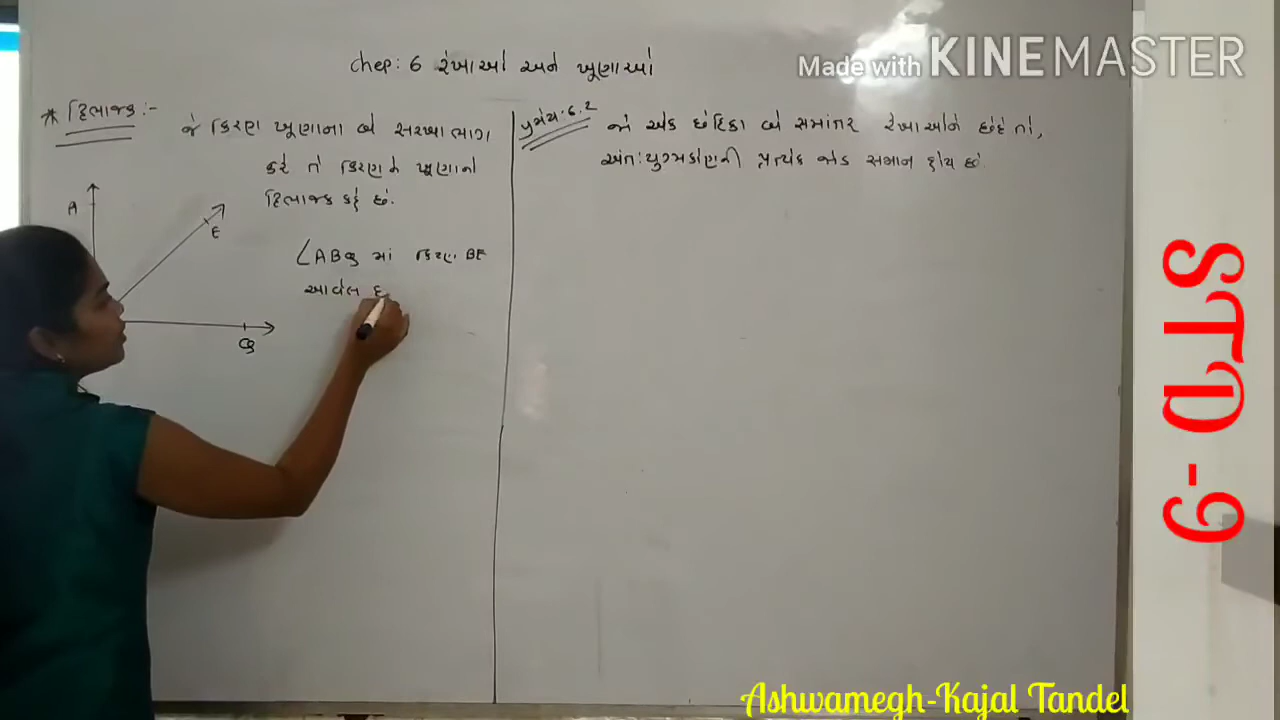 Made with KINEMASTER
chep: 6 રેખાઓ અને ખૂણાઓ
* દ્વિભાજક :-
જે કિરણ ખૂણાના બે સરખા ભાગ
કરે તે કિરણને ખૂણાનો
દ્વિભાજક કહે છે.
A
E
C
∠ABC માં કિરણ BE
આવેલ છ
પ્રમેય: 6.2
જો એક છેદિકા બે સમાંતર રેખાઓને છેદે તો,
અંત:યુગ્મકોણની પ્રત્યેક જોડ સમાન હોય છે.
STD-9
Ashwamegh-Kajal Tandel